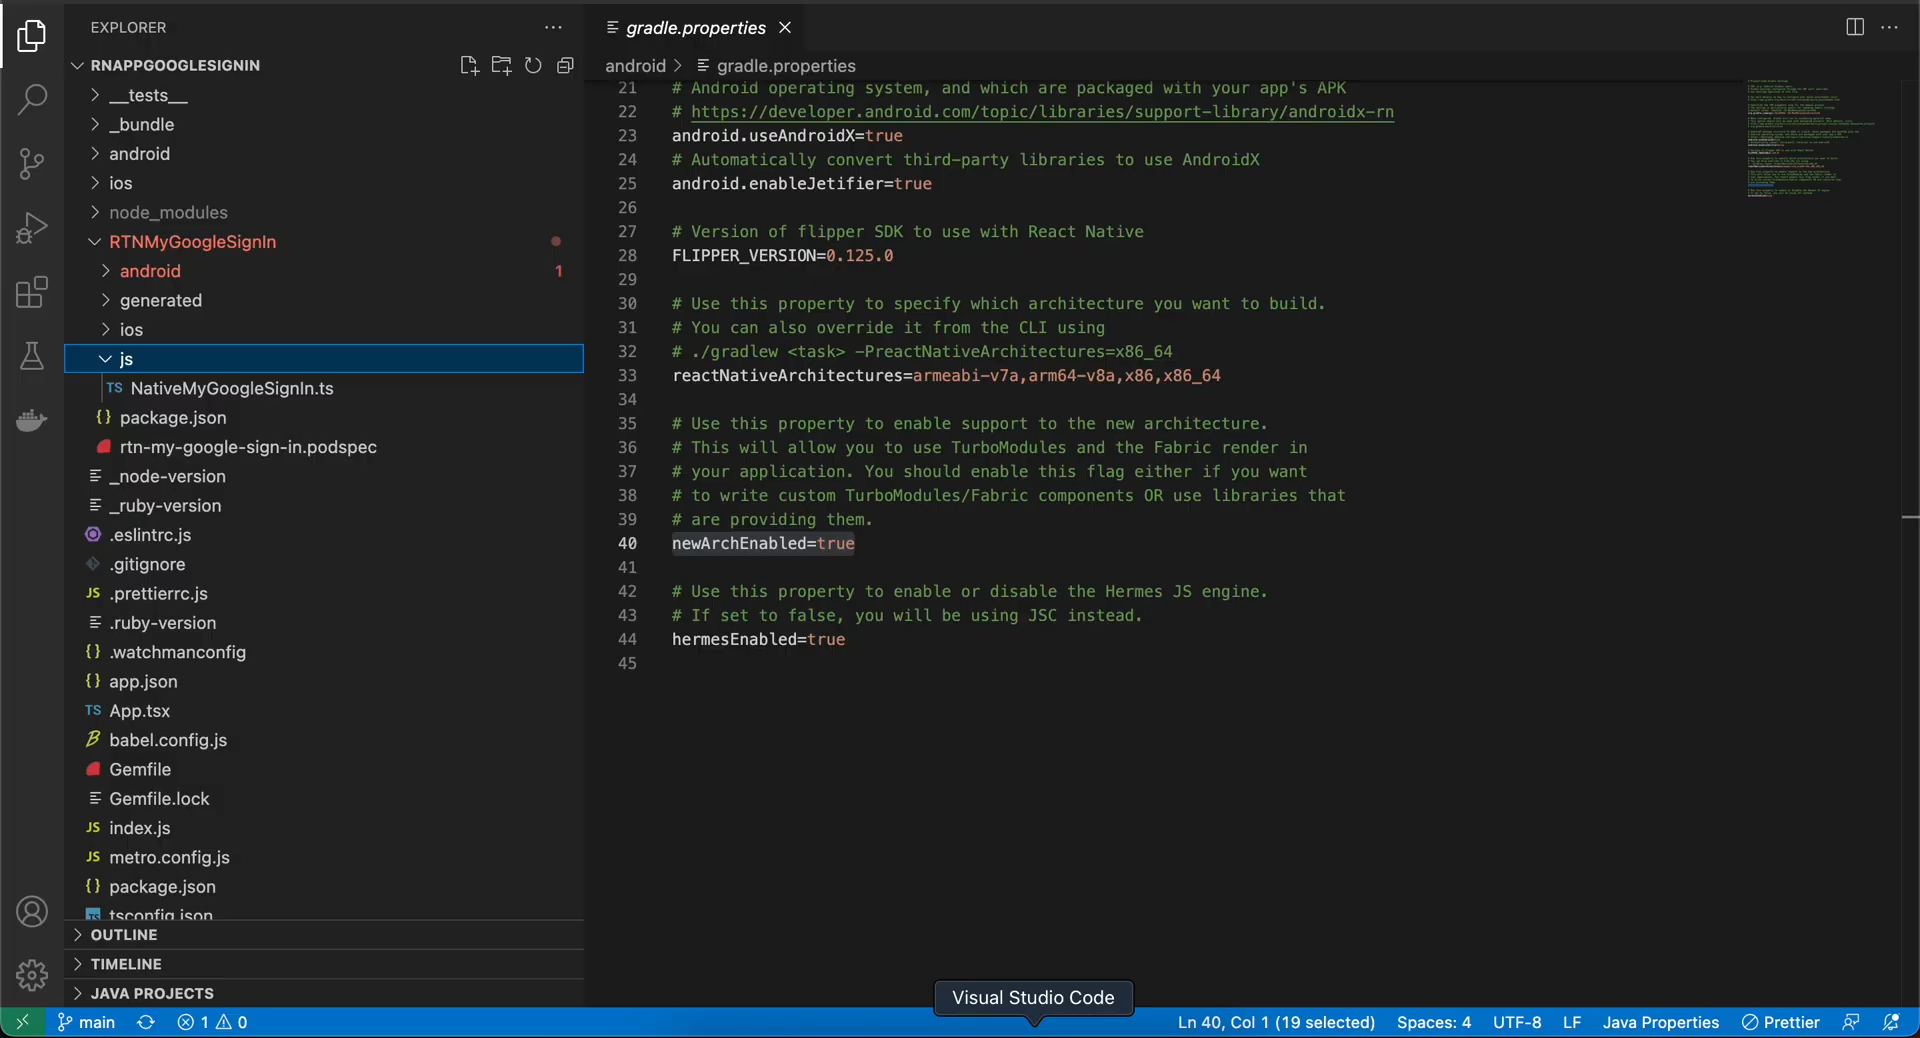 EXPLORER
RNAPPGOOGLESIGNIN
__tests__
_bundle
android
ios
node_modules
RTNMyGoogleSignIn
android 1
generated
ios
js
TS NativeMyGoogleSignIn.ts
{} package.json
rtn-my-google-sign-in.podspec
_node-version
_ruby-version
.eslintrc.js
.gitignore
JS .prettierrc.js
.ruby-version
{} .watchmanconfig
{} app.json
TS App.tsx
babel.config.js
Gemfile
Gemfile.lock
JS index.js
JS metro.config.js
{} package.json
TS tsconfig.json
OUTLINE
TIMELINE
JAVA PROJECTS
gradle.properties
android > gradle.properties
21 # Android operating system, and which are packaged with your app's APK
22 # https://developer.android.com/topic/libraries/support-library/androidx-rn
23 android.useAndroidX=true
24 # Automatically convert third-party libraries to use AndroidX
25 android.enableJetifier=true
26
27 # Version of flipper SDK to use with React Native
28 FLIPPER_VERSION=0.125.0
29
30 # Use this property to specify which architecture you want to build.
31 # You can also override it from the CLI using
32 # ./gradlew <task> -PreactNativeArchitectures=x86_64
33 reactNativeArchitectures=armeabi-v7a,arm64-v8a,x86,x86_64
34
35 # Use this property to enable support to the new architecture.
36 # This will allow you to use TurboModules and the Fabric render in
37 # your application. You should enable this flag either if you want
38 # to write custom TurboModules/Fabric components OR use libraries that
39 # are providing them.
40 newArchEnabled=true
41
42 # Use this property to enable or disable the Hermes JS engine.
43 # If set to false, you will be using JSC instead.
44 hermesEnabled=true
45
Visual Studio Code
main 1 0 Ln 40, Col 1 (19 selected) Spaces: 4 UTF-8 LF Java Properties Prettier